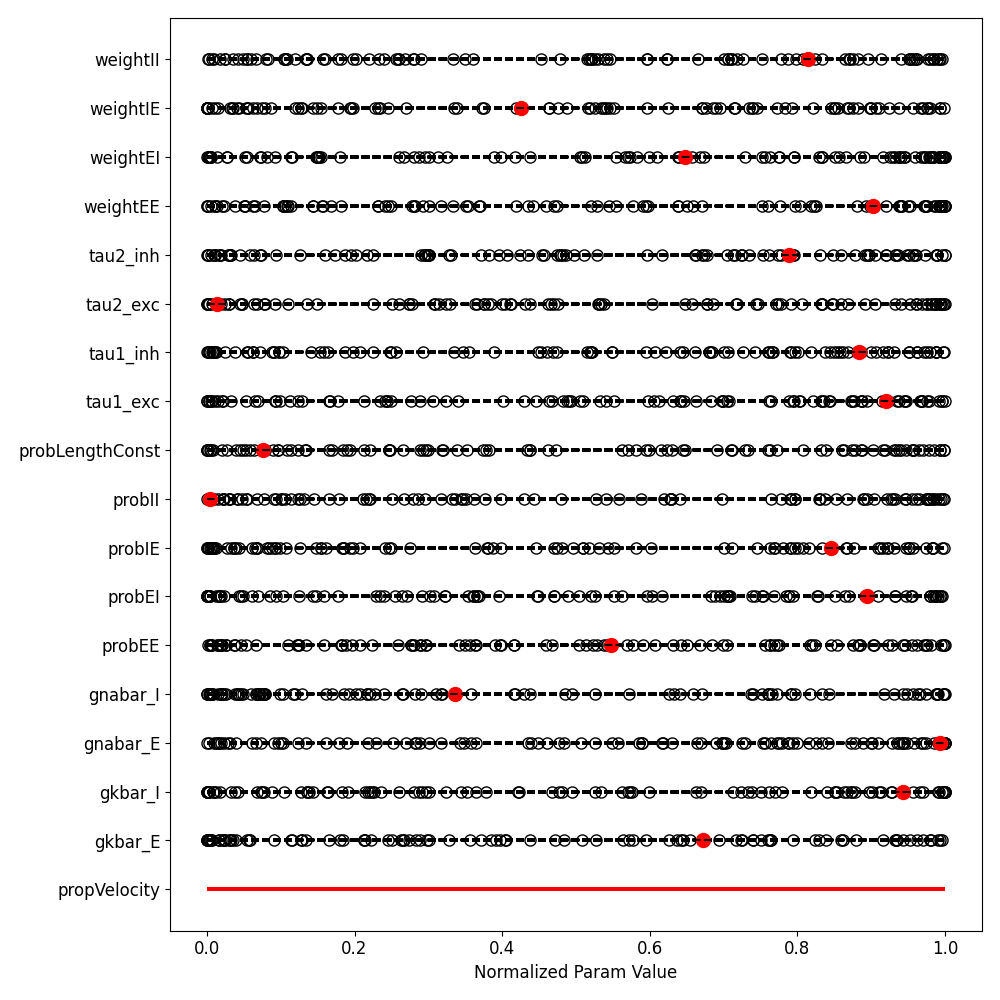 weightII
weightIE
weightEI
weightEE
tau2_inh
tau2_exc
tau1_inh
tau1_exc
probLengthConst
probII
probIE
probEI
probEE
gnabar_I
gnabar_E
gkbar_I
gkbar_E
propVelocity
0.0 0.2 0.4 0.6 0.8 1.0
Normalized Param Value